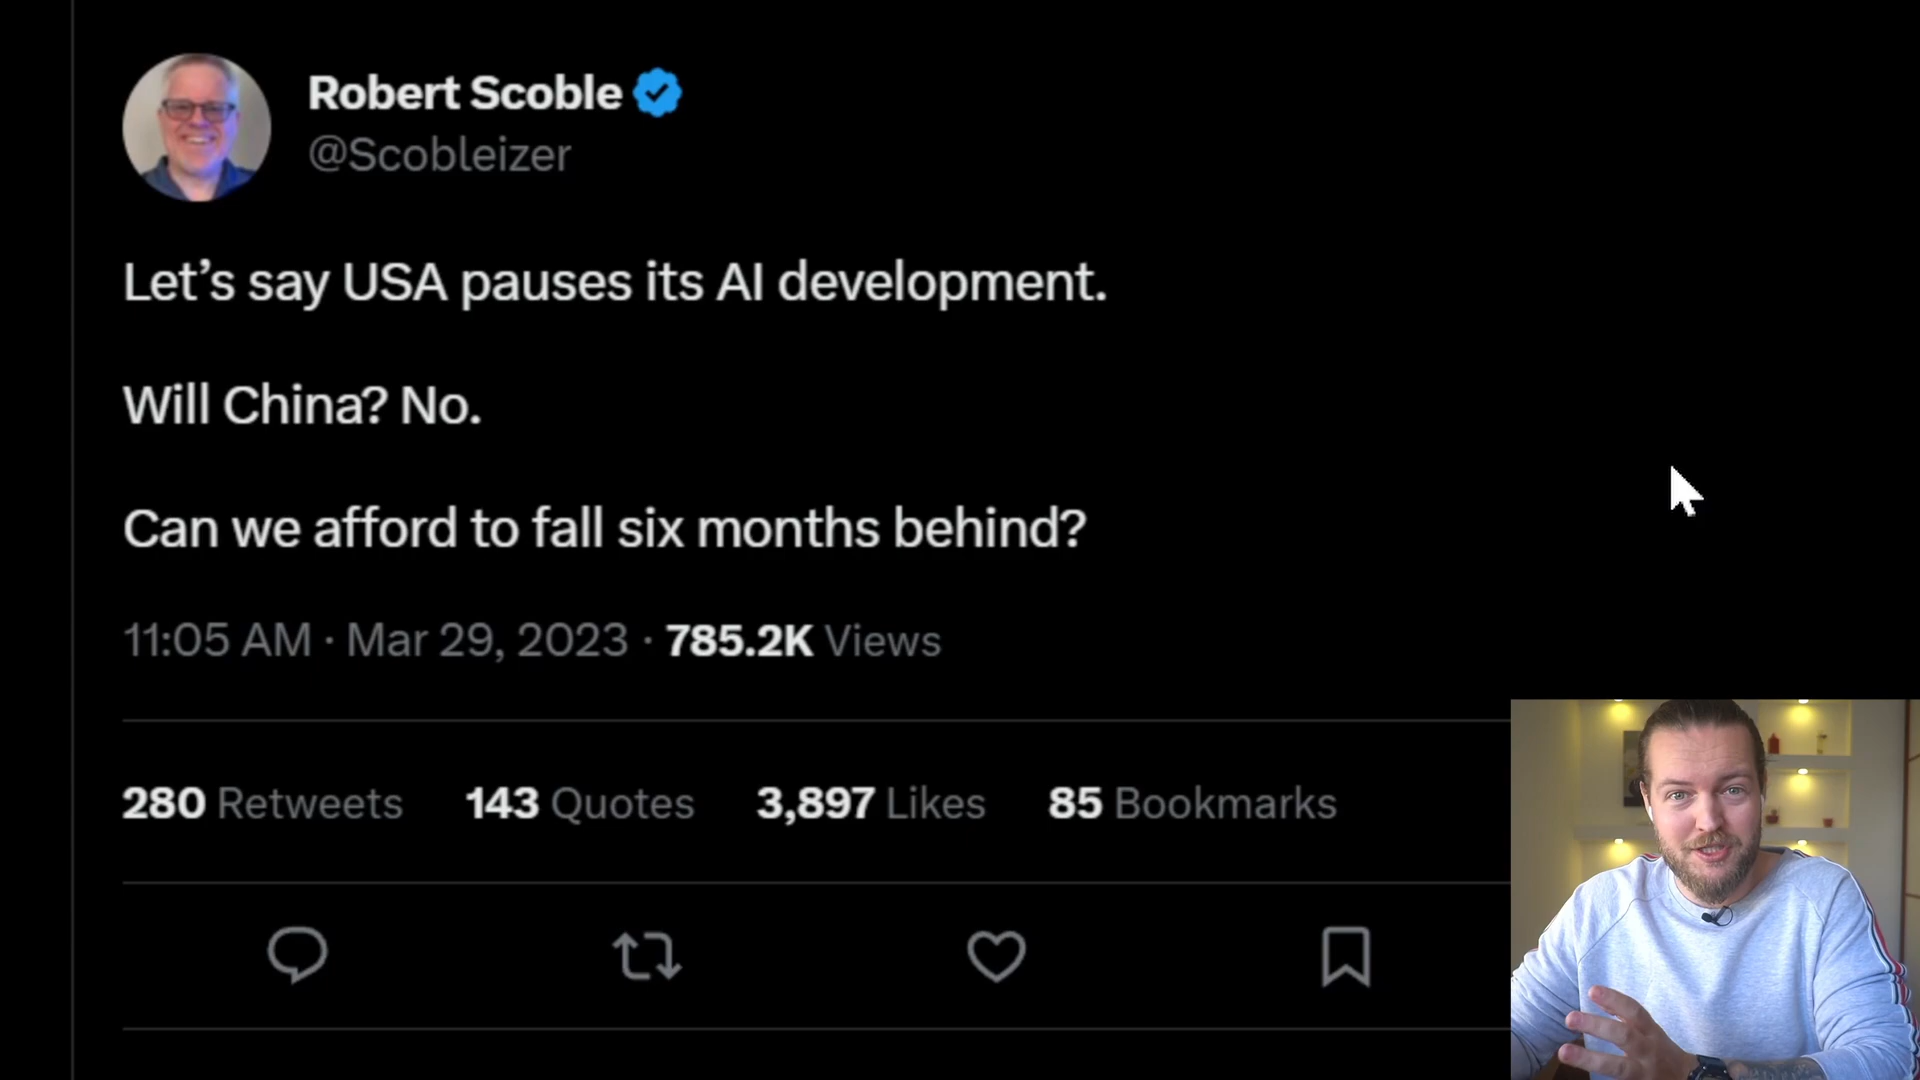 Robert Scoble
@Scobleizer
Let’s say USA pauses its AI development.
Will China? No.
Can we afford to fall six months behind?
11:05 AM · Mar 29, 2023 · 785.2K Views
280 Retweets 143 Quotes 3,897 Likes 85 Bookmarks